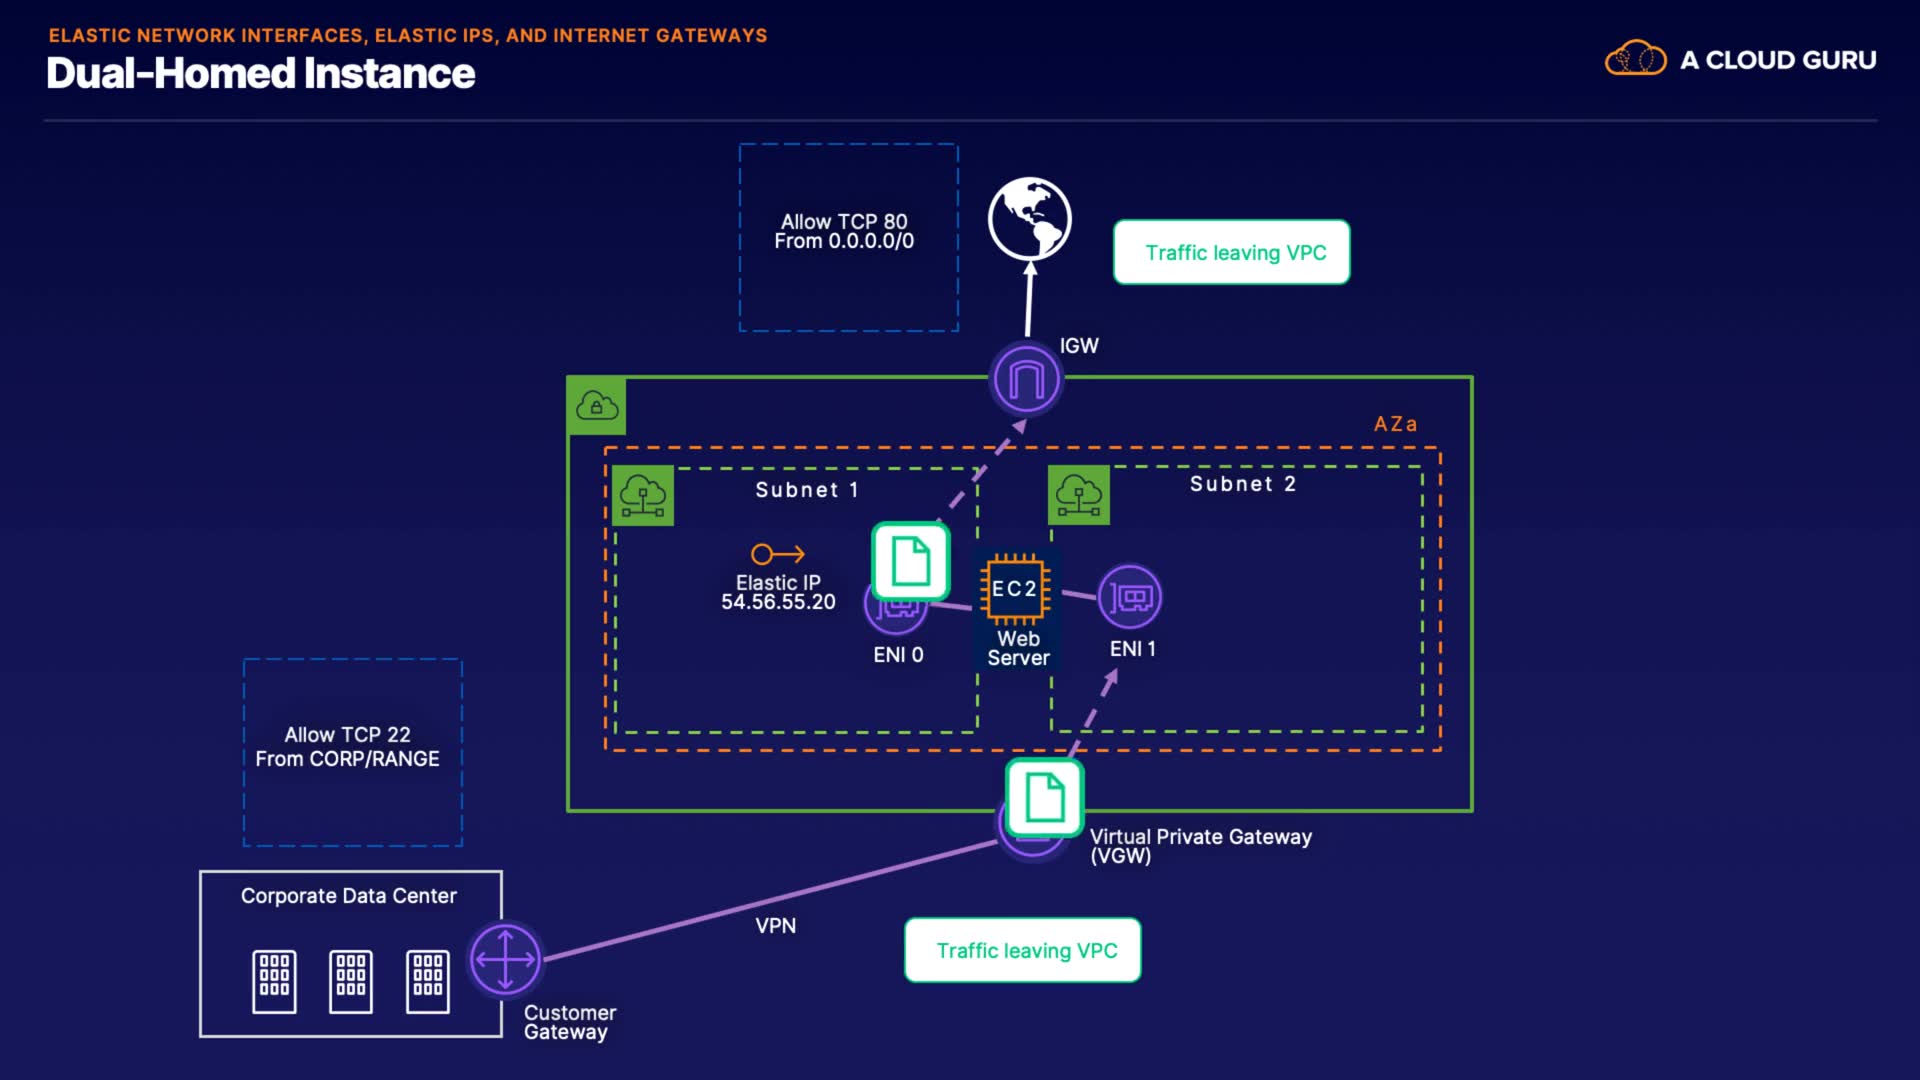 ELASTIC NETWORK INTERFACES, ELASTIC IPS, AND INTERNET GATEWAYS
Dual-Homed Instance
A CLOUD GURU
Allow TCP 80
From 0.0.0.0/0
Traffic leaving VPC
IGW
AZa
Subnet 1
Subnet 2
Elastic IP
54.56.55.20
EC2
Web
Server
ENI 0
ENI 1
Allow TCP 22
From CORP/RANGE
Virtual Private Gateway
(VGW)
Corporate Data Center
VPN
Traffic leaving VPC
Customer
Gateway